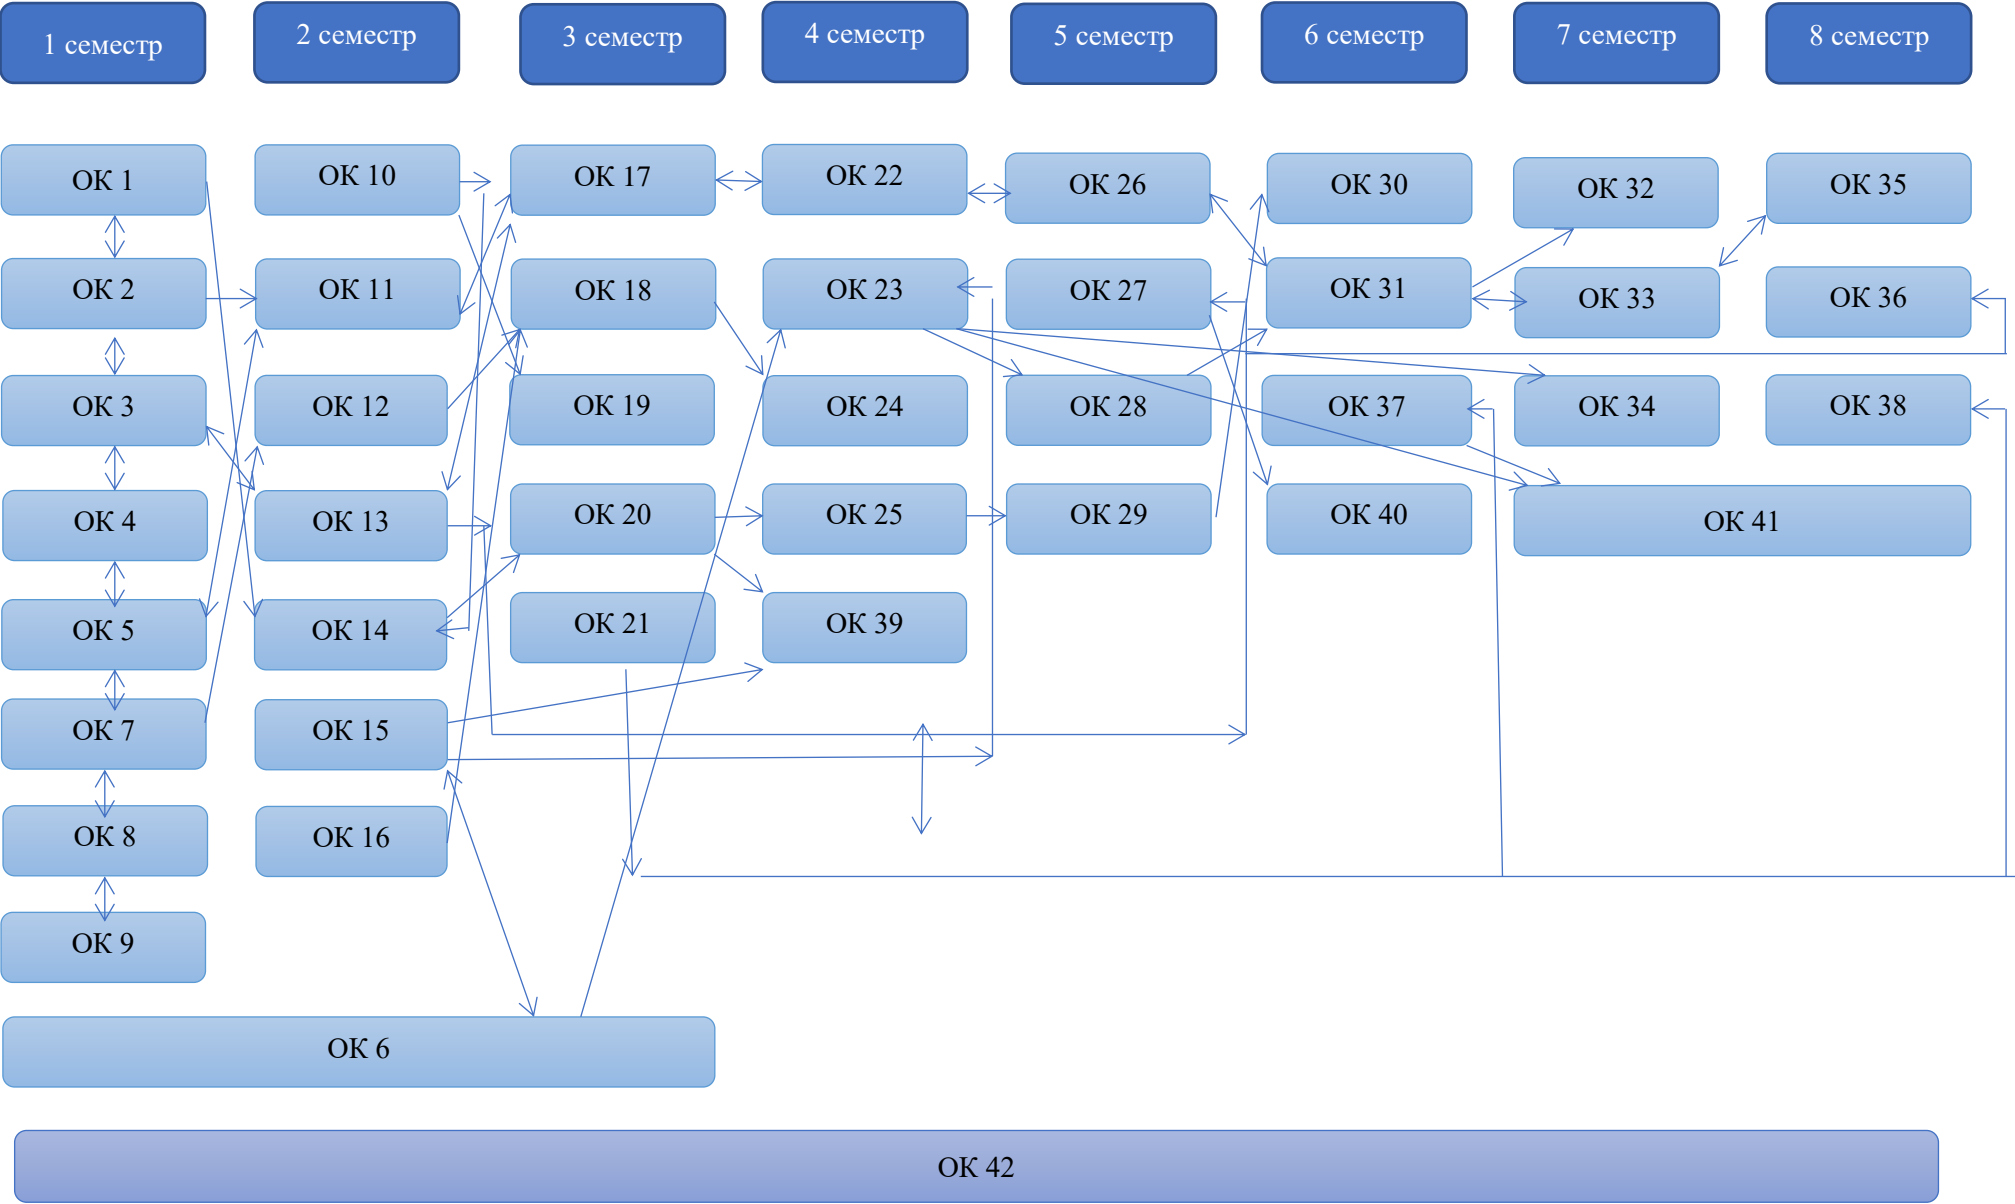 1 семестр
2 семестр
3 семестр
4 семестр
5 семестр
6 семестр
7 семестр
8 семестр
ОК 1
ОК 10
ОК 17
ОК 22
ОК 26
ОК 30
ОК 32
ОК 35
ОК 2
ОК 11
ОК 18
ОК 23
ОК 27
ОК 31
ОК 33
ОК 36
ОК 3
ОК 12
ОК 19
ОК 24
ОК 28
ОК 37
ОК 34
ОК 38
ОК 4
ОК 13
ОК 20
ОК 25
ОК 29
ОК 40
ОК 41
ОК 5
ОК 14
ОК 21
ОК 39
ОК 7
ОК 15
ОК 8
ОК 16
ОК 9
ОК 6
ОК 42